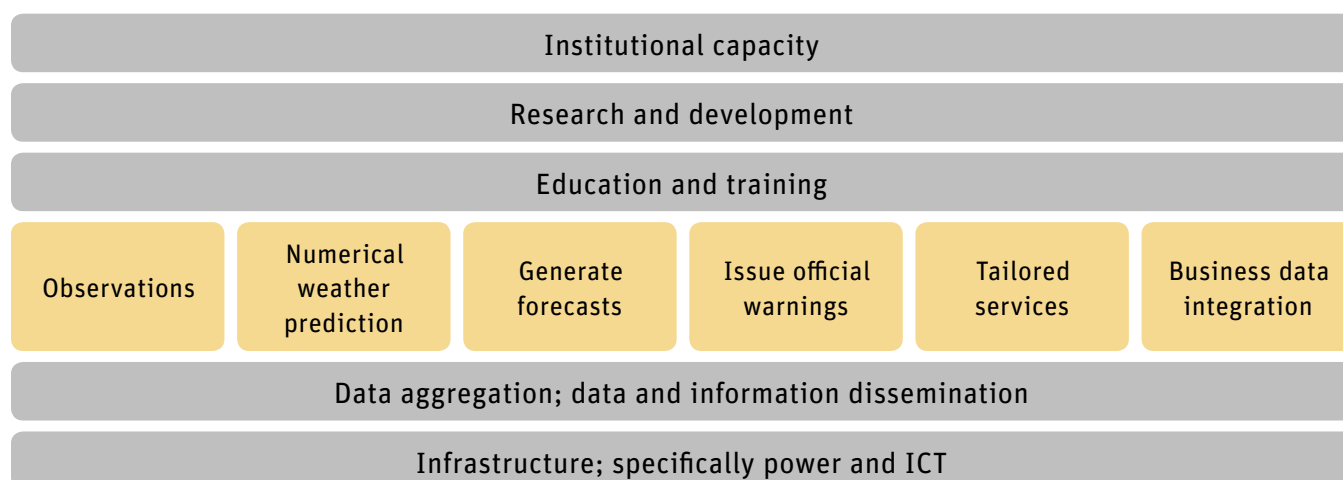 Institutional capacity
Research and development
Education and training
Observations
Numerical
weather
prediction
Generate
forecasts
Issue official
warnings
Tailored
services
Business data
integration
Data aggregation; data and information dissemination
Infrastructure; specifically power and ICT